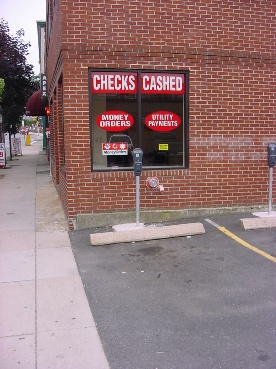 CHECKS CASHED
MONEY
ORDERS
UTILITY
PAYMENTS